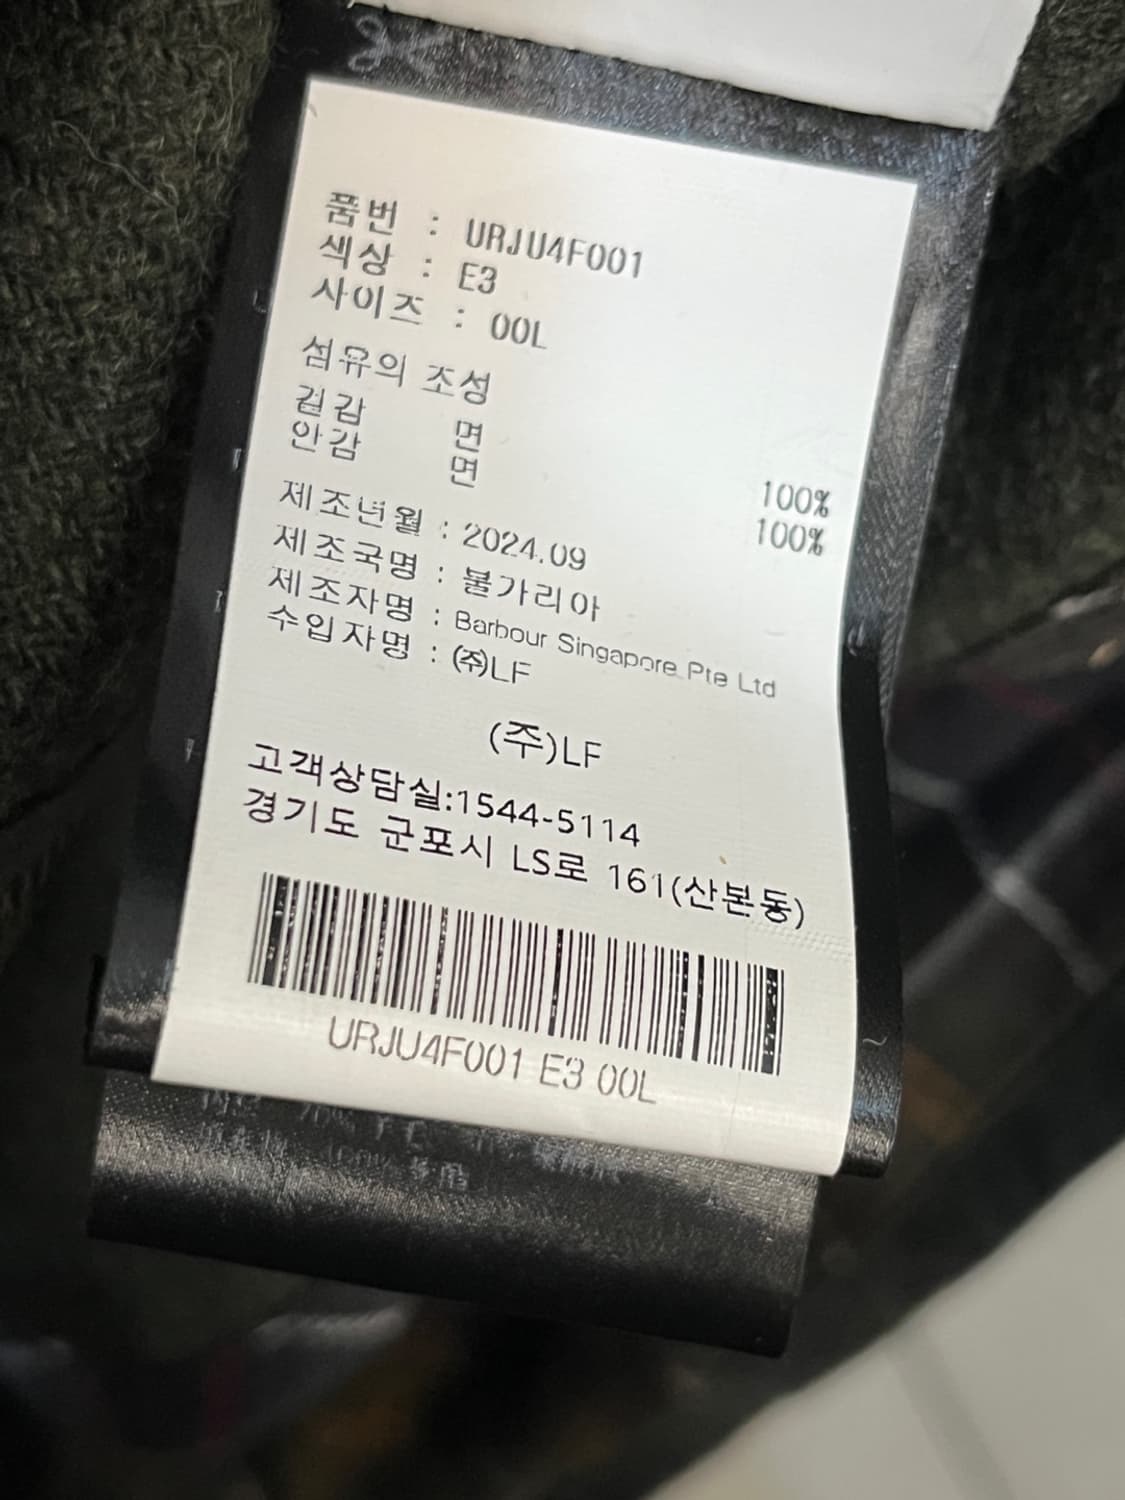 품번 : URJU4F001
색상 : E3
사이즈 : 00L
섬유의 조성
겉감 면 100%
안감 면 100%
제조년월 : 2024.09
제조국명 : 불가리아
제조자명 : Barbour Singapore Pte Ltd
수입자명 : (주)LF
(주)LF
고객상담실:1544-5114
경기도 군포시 LS로 161(산본동)
URJU4F001 E3 00L